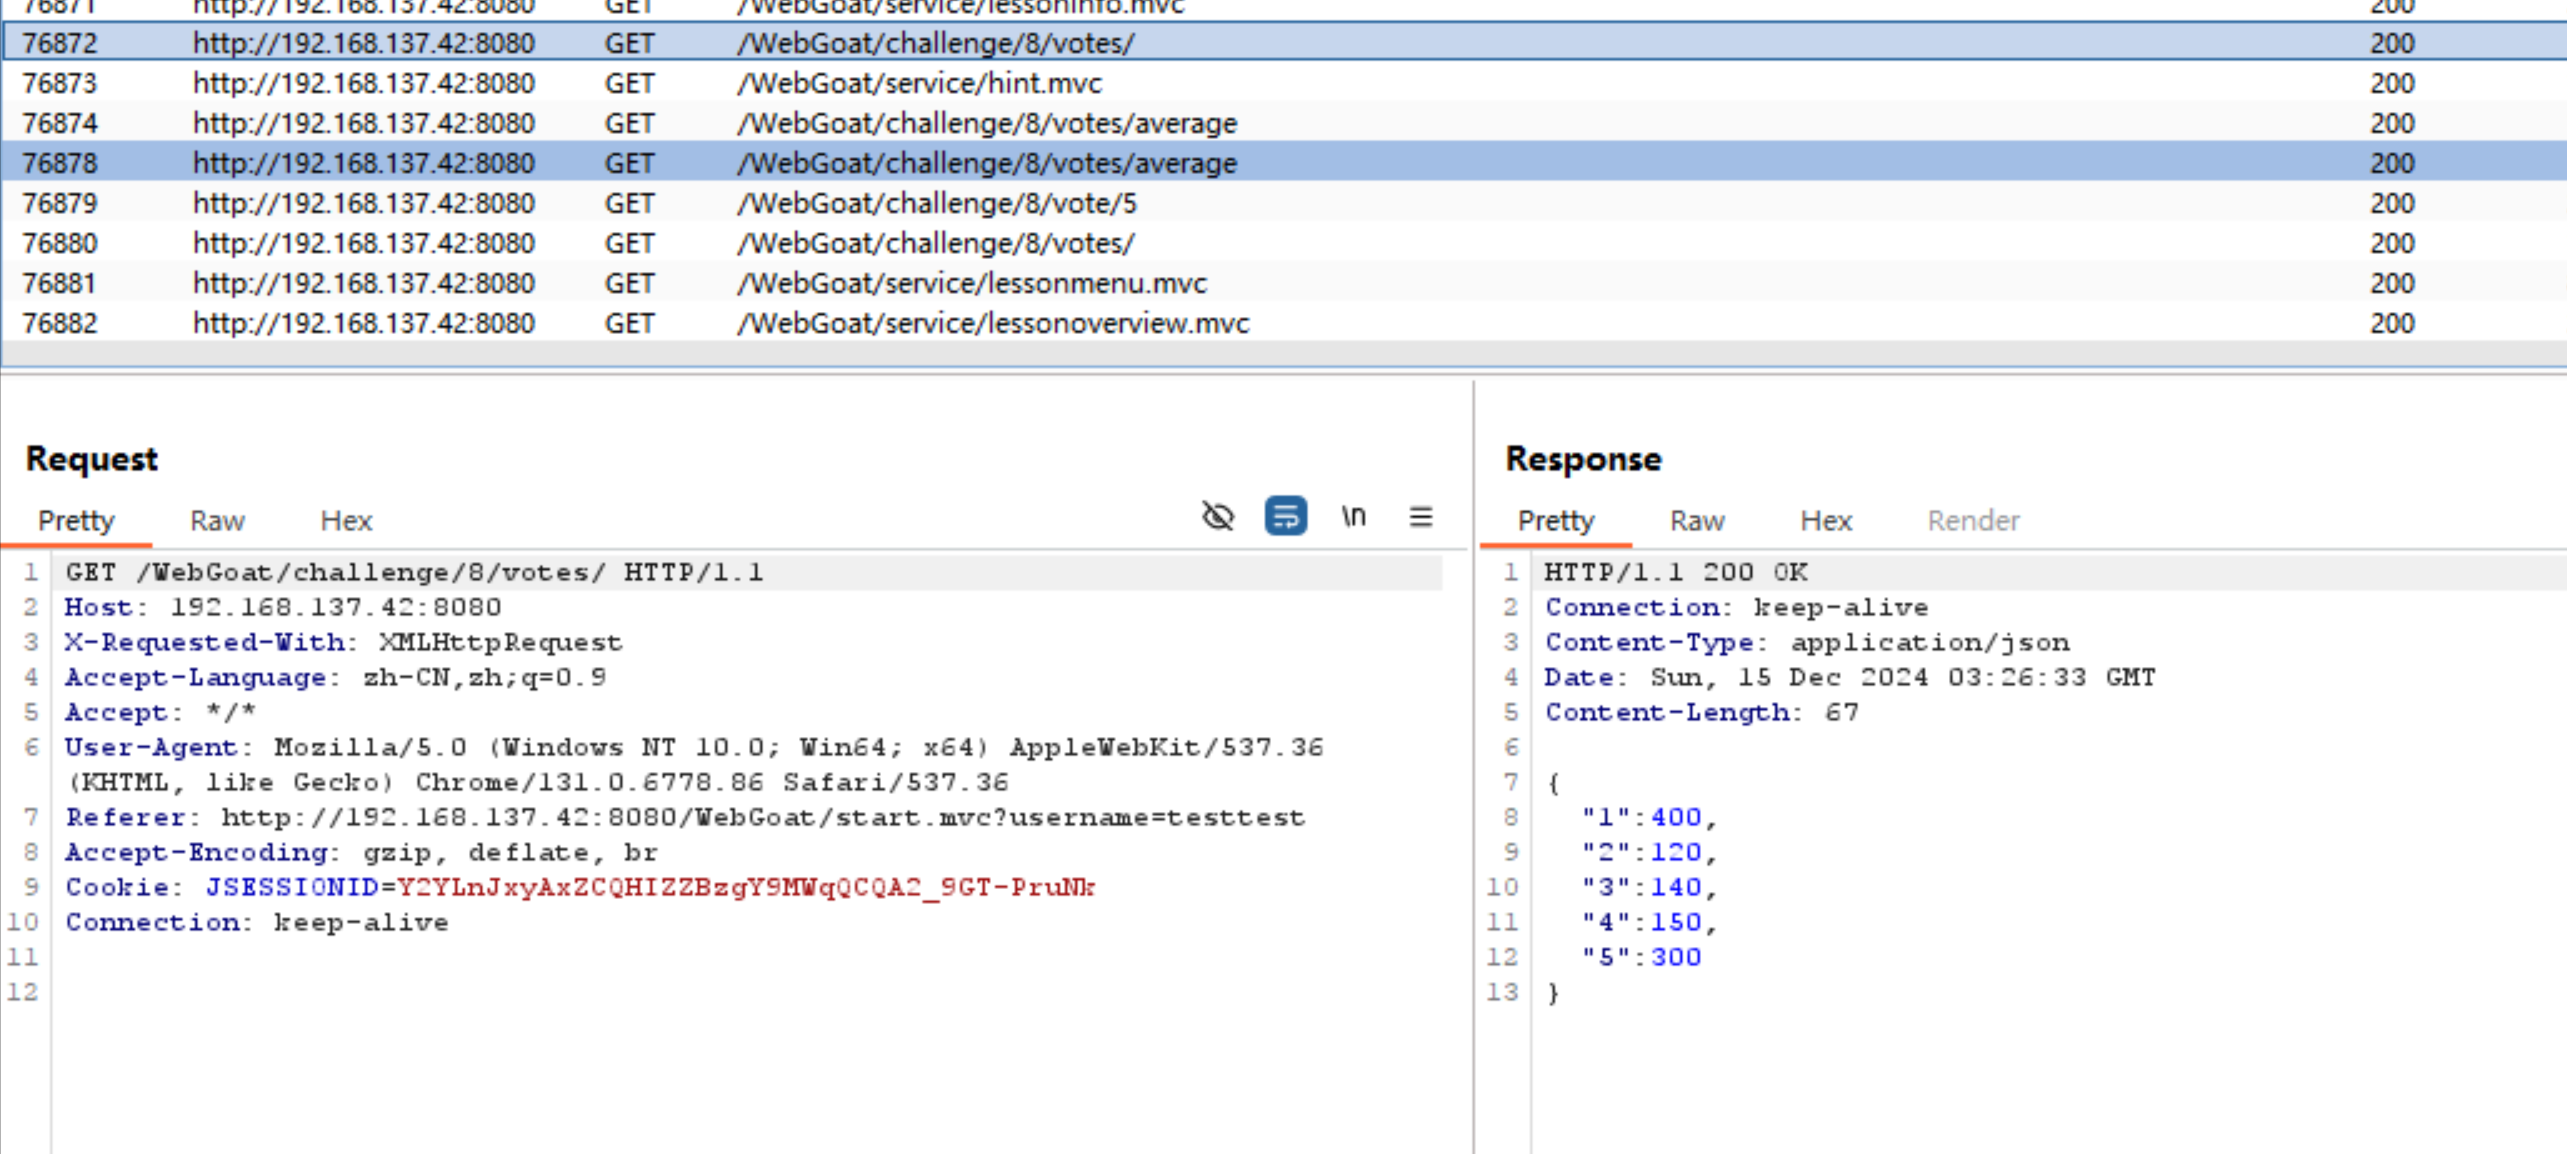 76871 GET /WebGoat/service/lessoninfo.mvc 200
76872 http://192.168.137.42:8080 GET /WebGoat/challenge/8/votes/ 200
76873 http://192.168.137.42:8080 GET /WebGoat/service/hint.mvc 200
76874 http://192.168.137.42:8080 GET /WebGoat/challenge/8/votes/average 200
76878 http://192.168.137.42:8080 GET /WebGoat/challenge/8/votes/average 200
76879 http://192.168.137.42:8080 GET /WebGoat/challenge/8/vote/5 200
76880 http://192.168.137.42:8080 GET /WebGoat/challenge/8/votes/ 200
76881 http://192.168.137.42:8080 GET /WebGoat/service/lessonmenu.mvc 200
76882 http://192.168.137.42:8080 GET /WebGoat/service/lessonoverview.mvc 200
Request
Pretty Raw Hex \n
1 GET /WebGoat/challenge/8/votes/ HTTP/1.1
2 Host: 192.168.137.42:8080
3 X-Requested-With: XMLHttpRequest
4 Accept-Language: zh-CN,zh;q=0.9
5 Accept: */*
6 User-Agent: Mozilla/5.0 (Windows NT 10.0; Win64; x64) AppleWebKit/537.36
(KHTML, like Gecko) Chrome/131.0.6778.86 Safari/537.36
7 Referer: http://192.168.137.42:8080/WebGoat/start.mvc?username=testtest
8 Accept-Encoding: gzip, deflate, br
9 Cookie: JSESSIONID=Y2YLnJxyAxZCQHIZZBzgY9MWqQCQA2_9GT-PruNk
10 Connection: keep-alive
11
12
Response
Pretty Raw Hex Render
1 HTTP/1.1 200 OK
2 Connection: keep-alive
3 Content-Type: application/json
4 Date: Sun, 15 Dec 2024 03:26:33 GMT
5 Content-Length: 67
6
7 {
8 "1":400,
9 "2":120,
10 "3":140,
11 "4":150,
12 "5":300
13 }